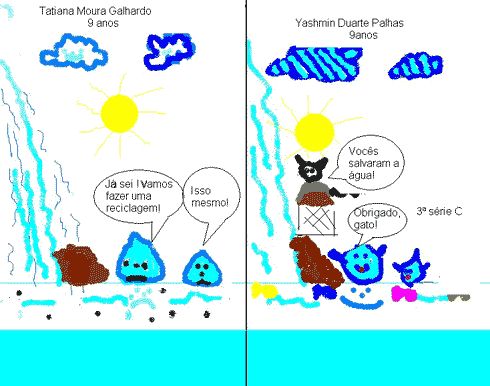 Tatiana Moura Galhardo
9 anos
Já sei ! Vamos
fazer uma
reciclagem!
Isso
mesmo!
Yashmin Duarte Palhas
9anos
Vocês
salvaram a
água!
Obrigado,
gato!
3ª série C